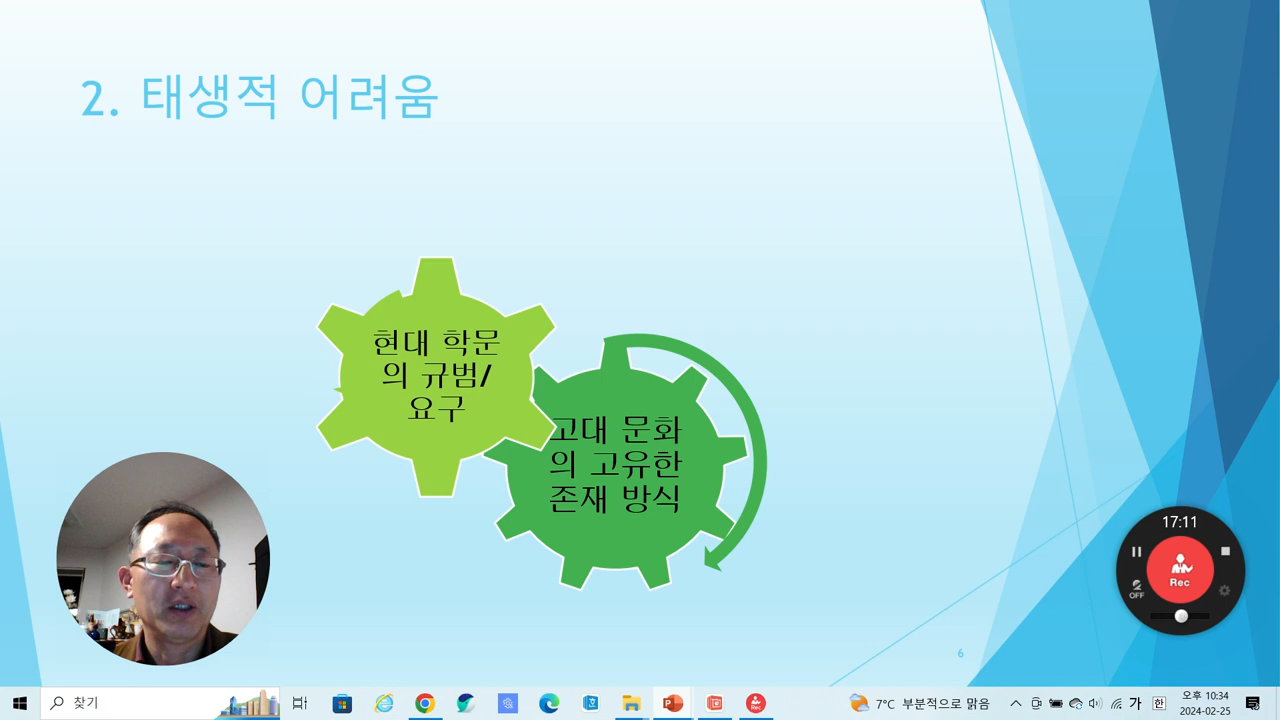 2. 태생적 어려움
현대 학문
의 규범/
요구
고대 문화
의 고유한
존재 방식
17:11
Rec
OFF
6
찾기
7°C 부분적으로 맑음
가
한
오후 10:34
2024-02-25
Rec